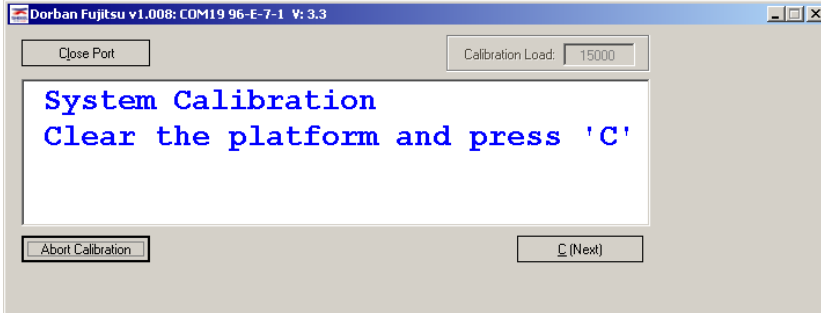 Dorban Fujitsu v1.008: COM19 96-E-7-1 V: 3.3
Close Port
Calibration Load: 15000
System Calibration
Clear the platform and press 'C'
Abort Calibration
C (Next)